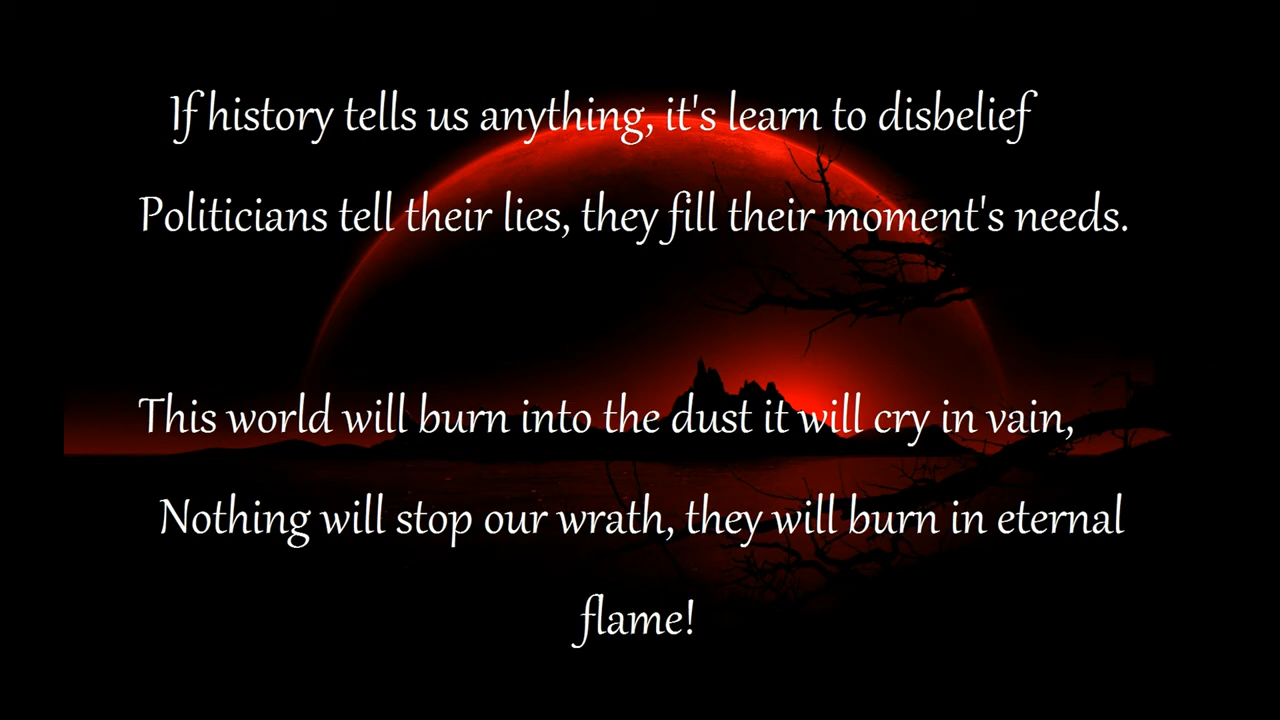 If history tells us anything, it's learn to disbelief
Politicians tell their lies, they fill their moment's needs.
This world will burn into the dust it will cry in vain,
Nothing will stop our wrath, they will burn in eternal
flame!